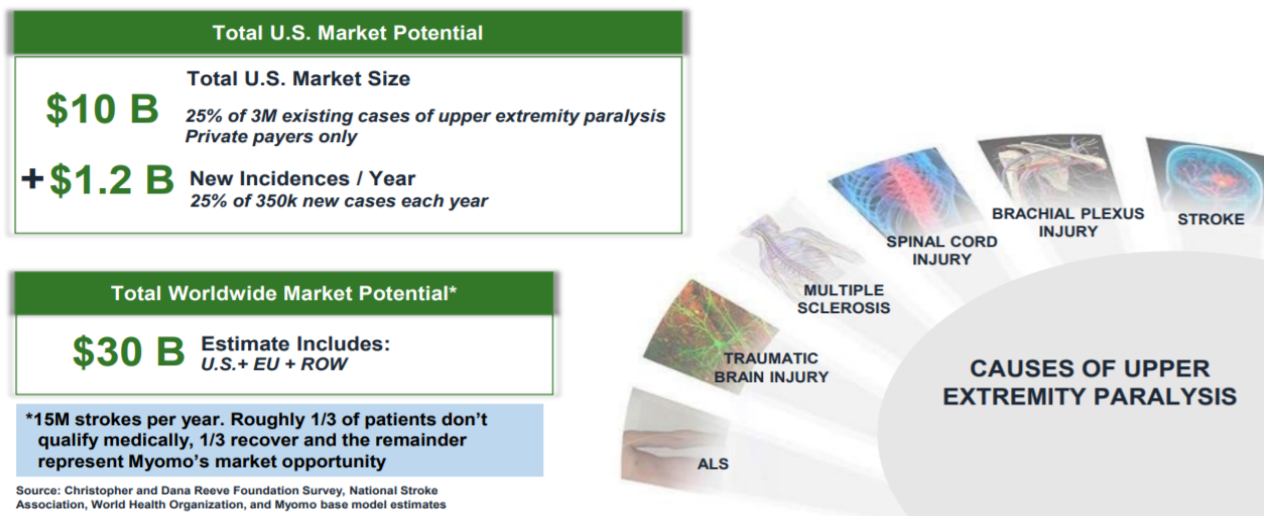 Total U.S. Market Potential
$10 B
Total U.S. Market Size
25% of 3M existing cases of upper extremity paralysis
Private payers only
+$1.2 B
New Incidences / Year
25% of 350k new cases each year
Total Worldwide Market Potential*
$30 B
Estimate Includes:
U.S.+ EU + ROW
*15M strokes per year. Roughly 1/3 of patients don’t
qualify medically, 1/3 recover and the remainder
represent Myomo’s market opportunity
Source: Christopher and Dana Reeve Foundation Survey, National Stroke
Association, World Health Organization, and Myomo base model estimates
ALS
TRAUMATIC
BRAIN INJURY
MULTIPLE
SCLEROSIS
SPINAL CORD
INJURY
BRACHIAL PLEXUS
INJURY
STROKE
CAUSES OF UPPER
EXTREMITY PARALYSIS